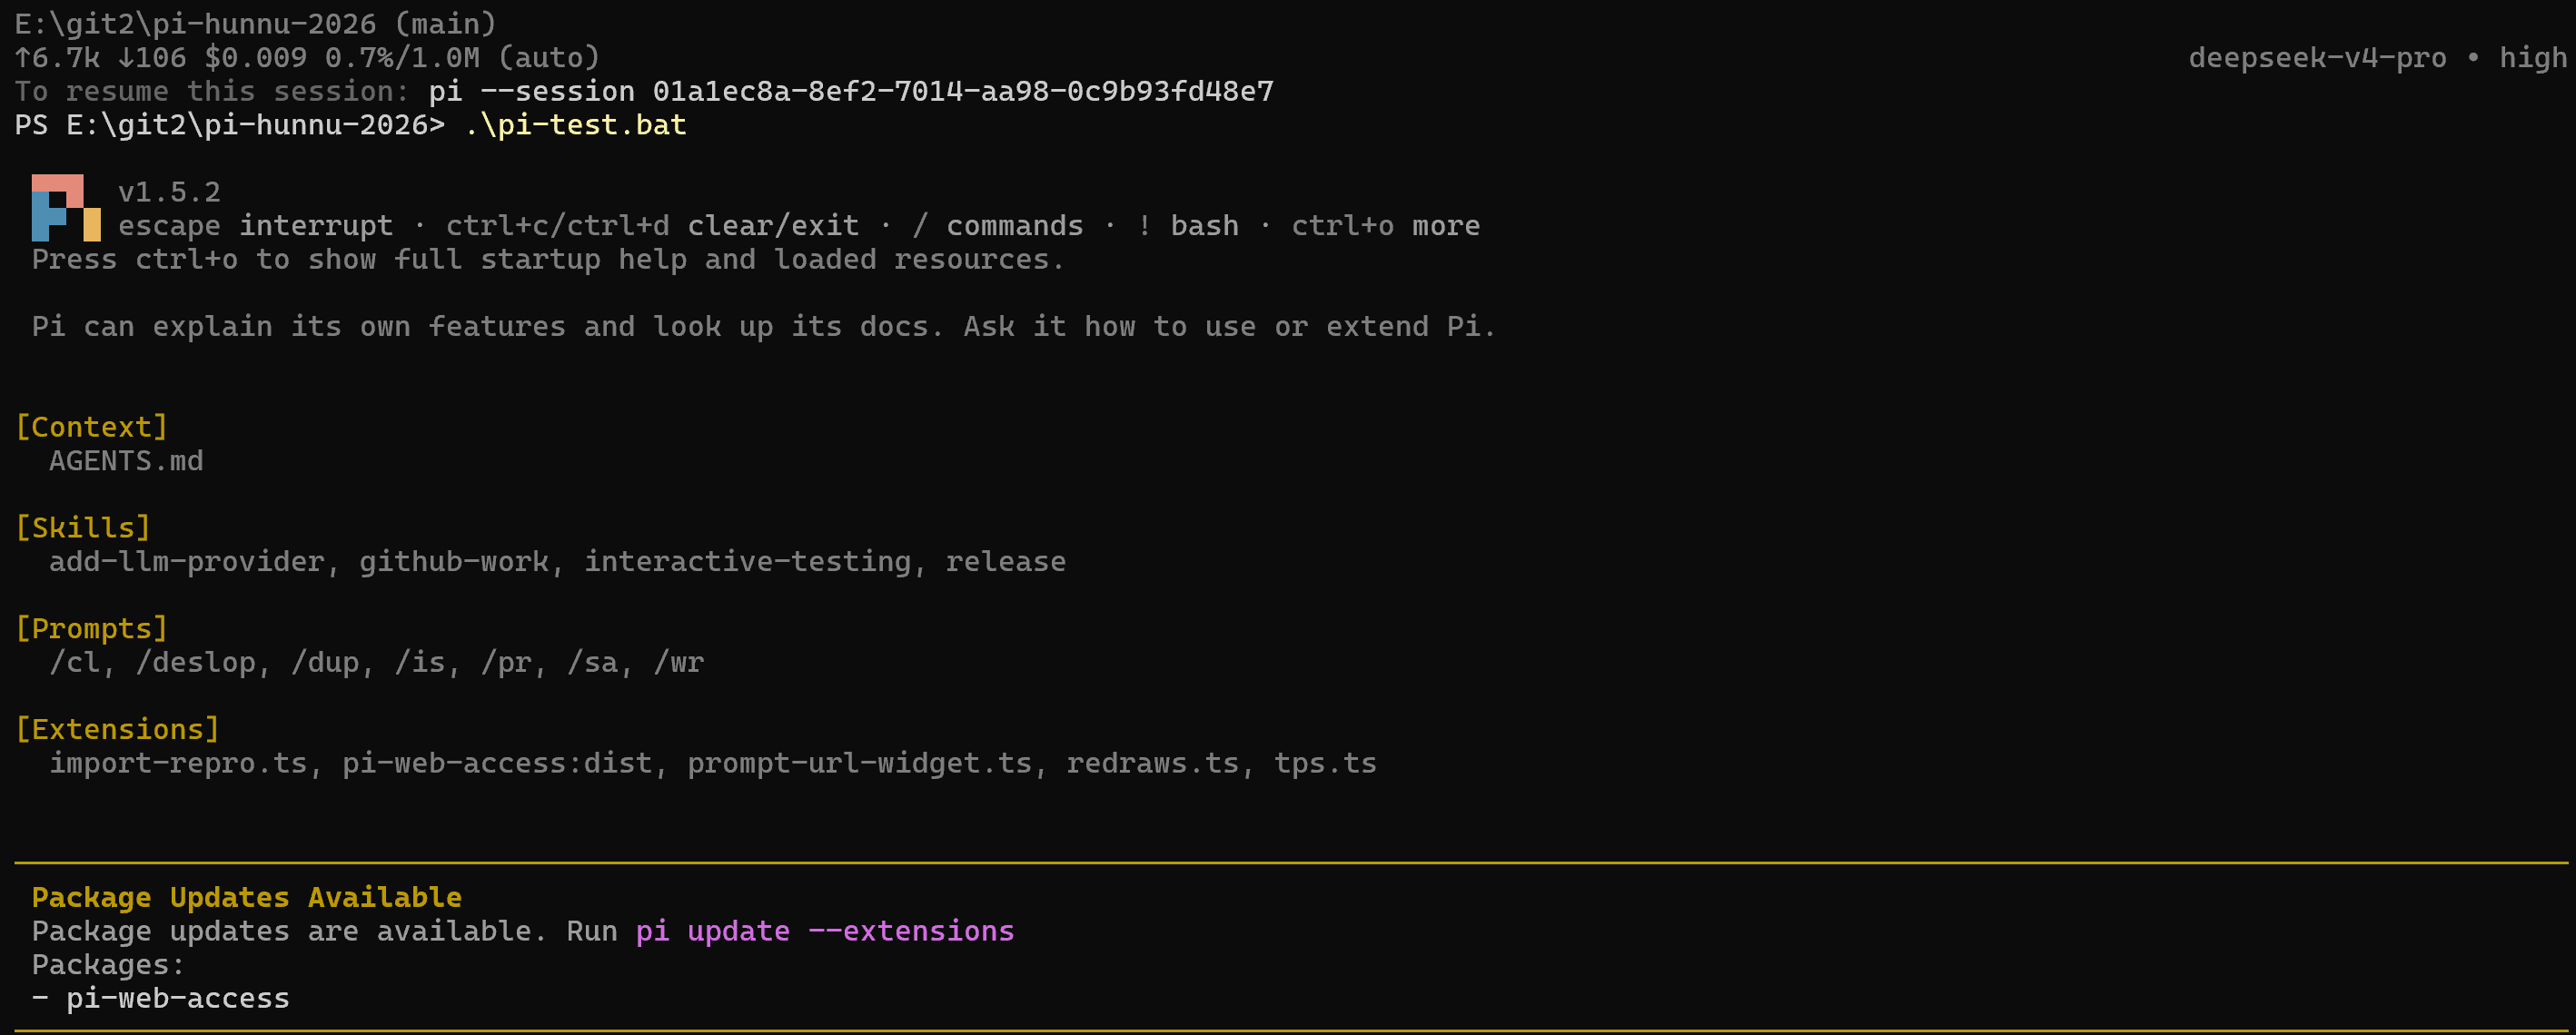 E:\git2\pi-hunnu-2026 (main)
↑6.7k ↓106 $0.009 0.7%/1.0M (auto) deepseek-v4-pro • high
To resume this session: pi --session 01a1ec8a-8ef2-7014-aa98-0c9b93fd48e7
PS E:\git2\pi-hunnu-2026> .\pi-test.bat
v1.5.2
escape interrupt · ctrl+c/ctrl+d clear/exit · / commands · ! bash · ctrl+o more
Press ctrl+o to show full startup help and loaded resources.
Pi can explain its own features and look up its docs. Ask it how to use or extend Pi.
[Context]
AGENTS.md
[Skills]
add-llm-provider, github-work, interactive-testing, release
[Prompts]
/cl, /deslop, /dup, /is, /pr, /sa, /wr
[Extensions]
import-repro.ts, pi-web-access:dist, prompt-url-widget.ts, redraws.ts, tps.ts
Package Updates Available
Package updates are available. Run pi update --extensions
Packages:
- pi-web-access